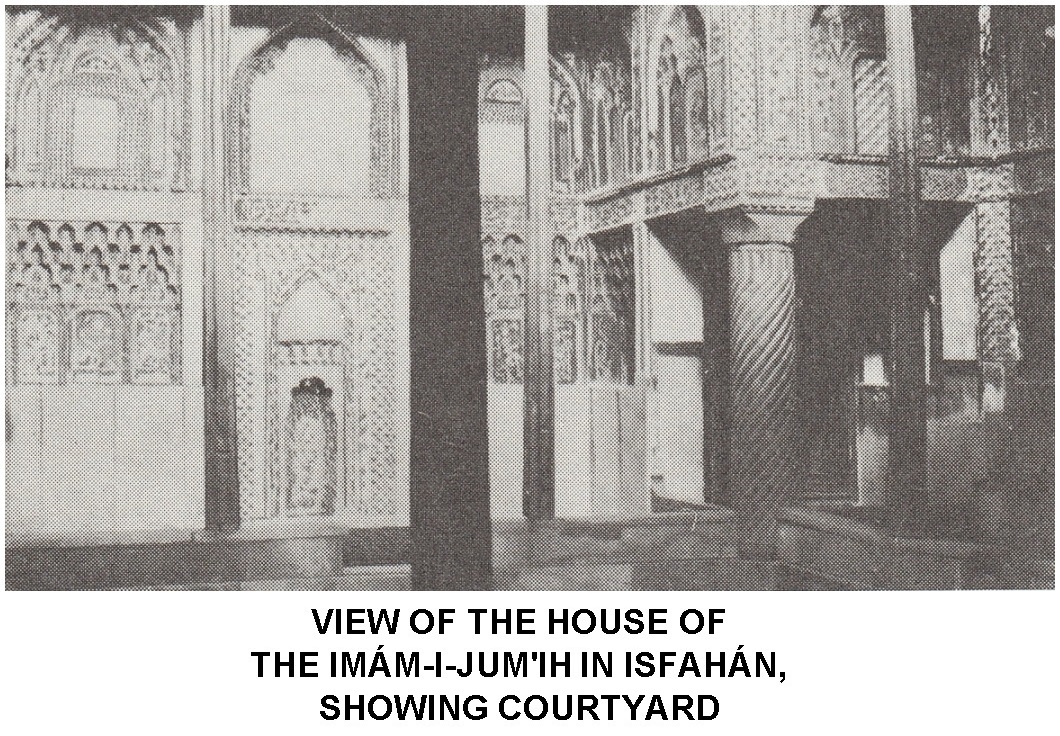 VIEW OF THE HOUSE OF
THE IMÁM-I-JUM'IH IN ISFAHÁN,
SHOWING COURTYARD